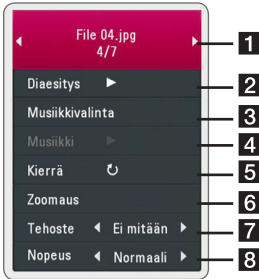 File 04.jpg
4/7
1
Diaesitys
2
Musiikkivalinta
3
Musiikki
4
Kierrä
5
Zoomaus
6
Tehoste Ei mitään
7
Nopeus Normaali
8